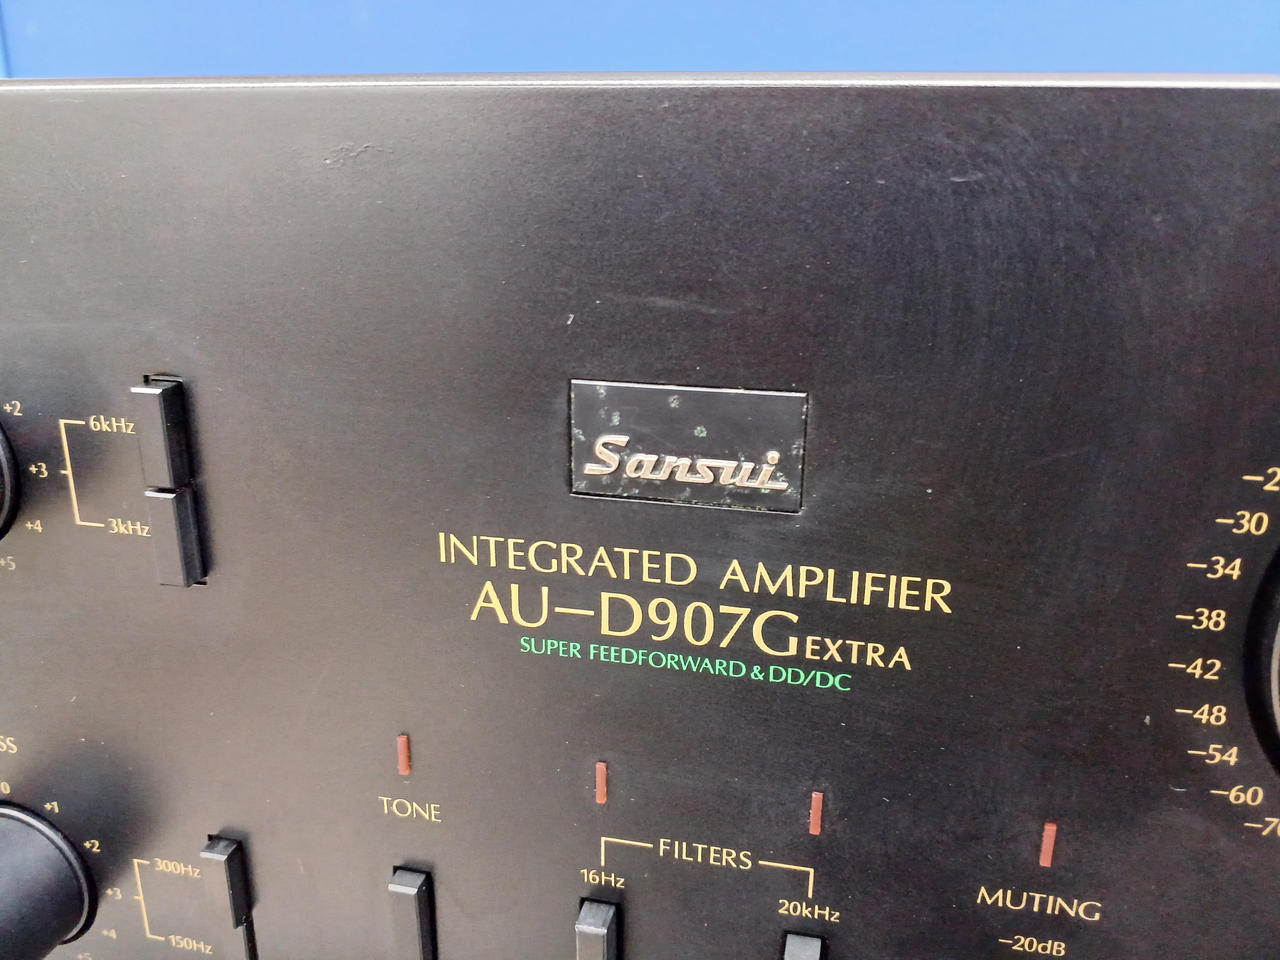 +2
6kHz
+3
3kHz
+4
+5
Sansui
INTEGRATED AMPLIFIER
AU-D907G EXTRA
SUPER FEEDFORWARD & DD/DC
-30
-34
-38
-42
-48
-54
-60
TONE
FILTERS
16Hz
20kHz
MUTING
-20dB
0
+1
+2
300Hz
+3
150Hz
+4
+5